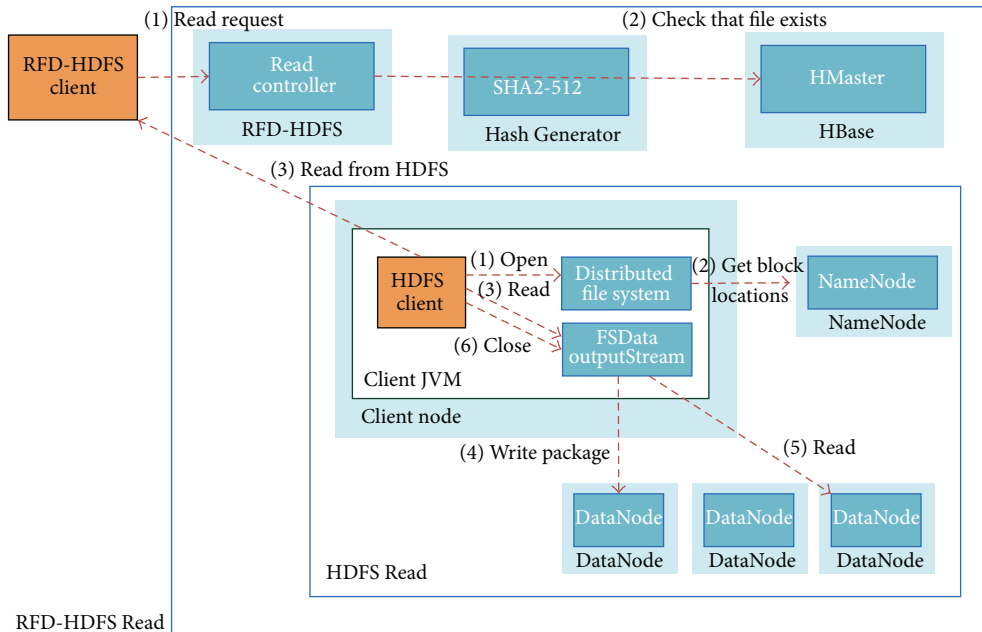 (1) Read request
(2) Check that file exists
RFD-HDFS
client
Read
controller
RFD-HDFS
SHA2-512
Hash Generator
HMaster
HBase
(3) Read from HDFS
HDFS
client
(1) Open
(3) Read
(6) Close
Distributed
file system
(2) Get block
locations
NameNode
NameNode
FSData
outputStream
Client JVM
Client node
(4) Write package
(5) Read
DataNode
DataNode
DataNode
DataNode
DataNode
DataNode
HDFS Read
RFD-HDFS Read